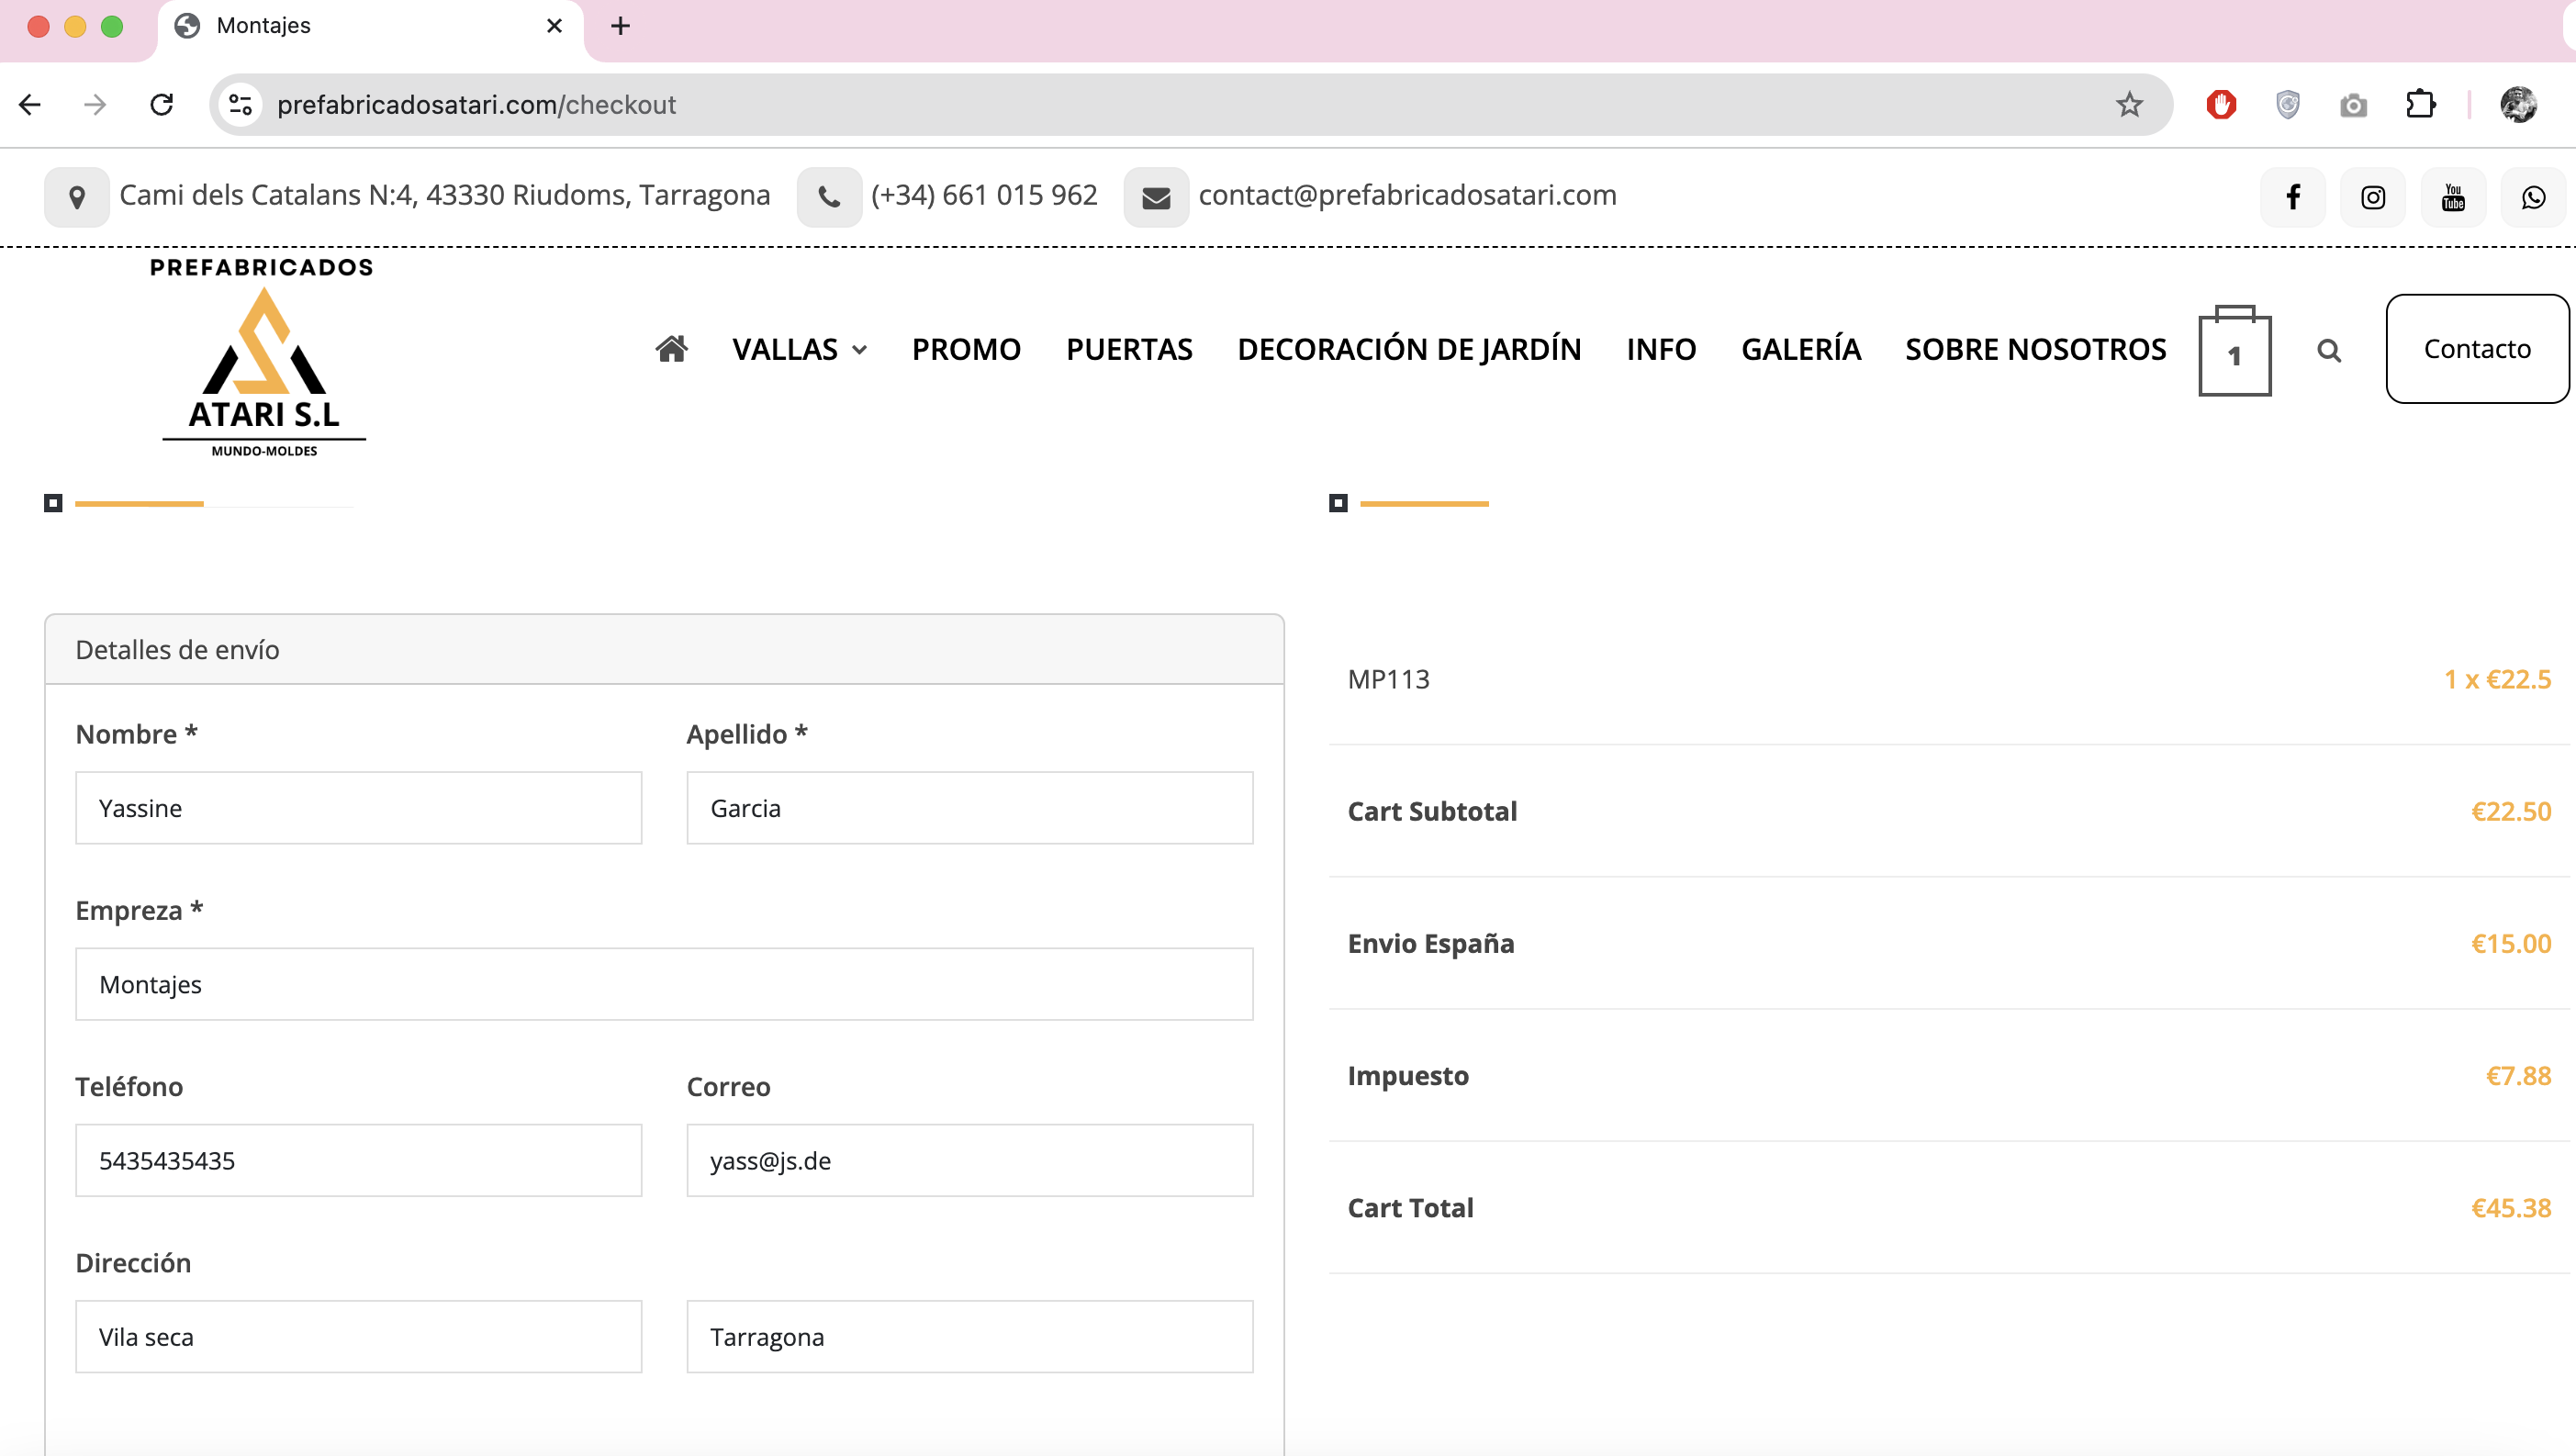 Montajes
prefabricadosatari.com/checkout
Cami dels Catalans N:4, 43330 Riudoms, Tarragona (+34) 661 015 962 contact@prefabricadosatari.com
You
Tube
PREFABRICADOS
ATARI S.L
MUNDO-MOLDES
VALLAS PROMO PUERTAS DECORACIÓN DE JARDÍN INFO GALERÍA SOBRE NOSOTROS 1 Contacto
Detalles de envío
Nombre * Apellido *
Yassine Garcia
Empreza *
Montajes
Teléfono Correo
5435435435 yass@js.de
Dirección
Vila seca Tarragona
MP113 1 x €22.5
Cart Subtotal €22.50
Envio España €15.00
Impuesto €7.88
Cart Total €45.38